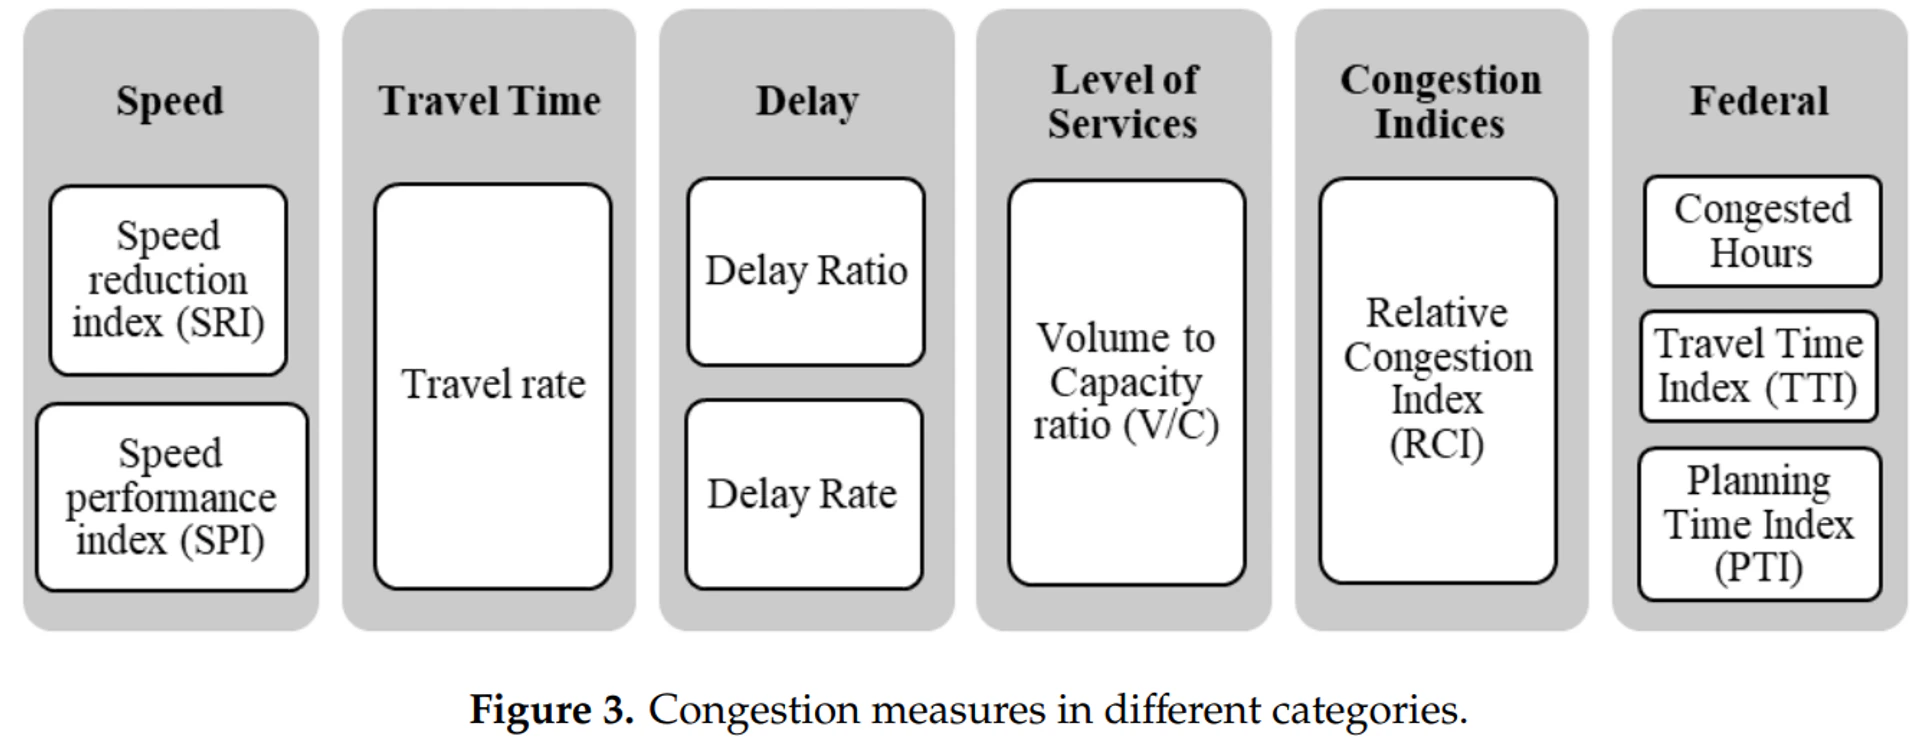 Speed
Speed
reduction
index (SRI)
Speed
performance
index (SPI)
Travel Time
Travel rate
Delay
Delay Ratio
Delay Rate
Level of
Services
Volume to
Capacity
ratio (V/C)
Congestion
Indices
Relative
Congestion
Index
(RCI)
Federal
Congested
Hours
Travel Time
Index (TTI)
Planning
Time Index
(PTI)
Figure 3. Congestion measures in different categories.